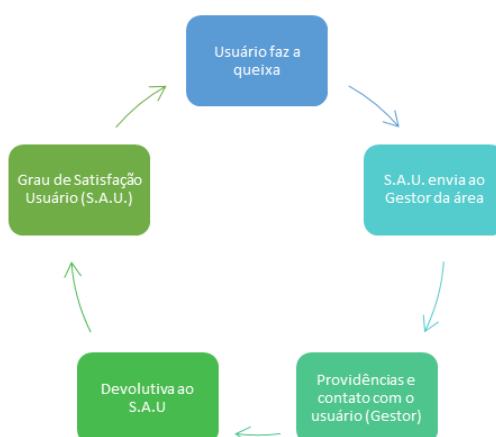 Usuário faz a
queixa
S.A.U. envia ao
Gestor da área
Providências e
contato com o
usuário (Gestor)
Devolutiva ao
S.A.U
Grau de Satisfação
Usuário (S.A.U.)